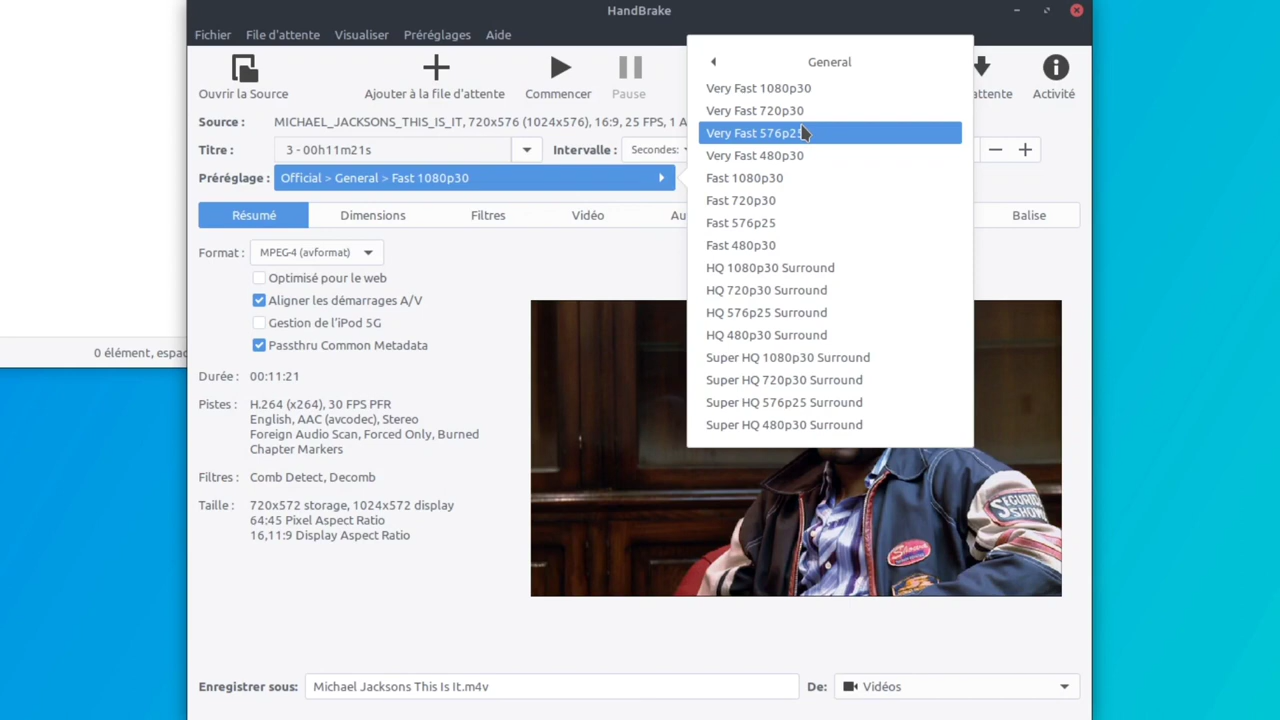 HandBrake
Fichier File d'attente Visualiser Préréglages Aide
Ouvrir la Source Ajouter à la file d'attente Commencer Pause attente Activité
Source : MICHAEL_JACKSONS_THIS_IS_IT, 720x576 (1024x576), 16:9, 25 FPS, 1 A
Titre : 3 - 00h11m21s Intervalle : Secondes:
Préréglage : Official > General > Fast 1080p30
General
Very Fast 1080p30
Very Fast 720p30
Very Fast 576p25
Very Fast 480p30
Fast 1080p30
Fast 720p30
Fast 576p25
Fast 480p30
HQ 1080p30 Surround
HQ 720p30 Surround
HQ 576p25 Surround
HQ 480p30 Surround
Super HQ 1080p30 Surround
Super HQ 720p30 Surround
Super HQ 576p25 Surround
Super HQ 480p30 Surround
Résumé Dimensions Filtres Vidéo Au Balise
Format : MPEG-4 (avformat)
Optimisé pour le web
Aligner les démarrages A/V
Gestion de l'iPod 5G
Passthru Common Metadata
0 élément, espac
Durée : 00:11:21
Pistes : H.264 (x264), 30 FPS PFR
English, AAC (avcodec), Stereo
Foreign Audio Scan, Forced Only, Burned
Chapter Markers
Filtres : Comb Detect, Decomb
Taille : 720x572 storage, 1024x572 display
64:45 Pixel Aspect Ratio
16,11:9 Display Aspect Ratio
Enregistrer sous: Michael Jacksons This Is It.m4v De: Vidéos